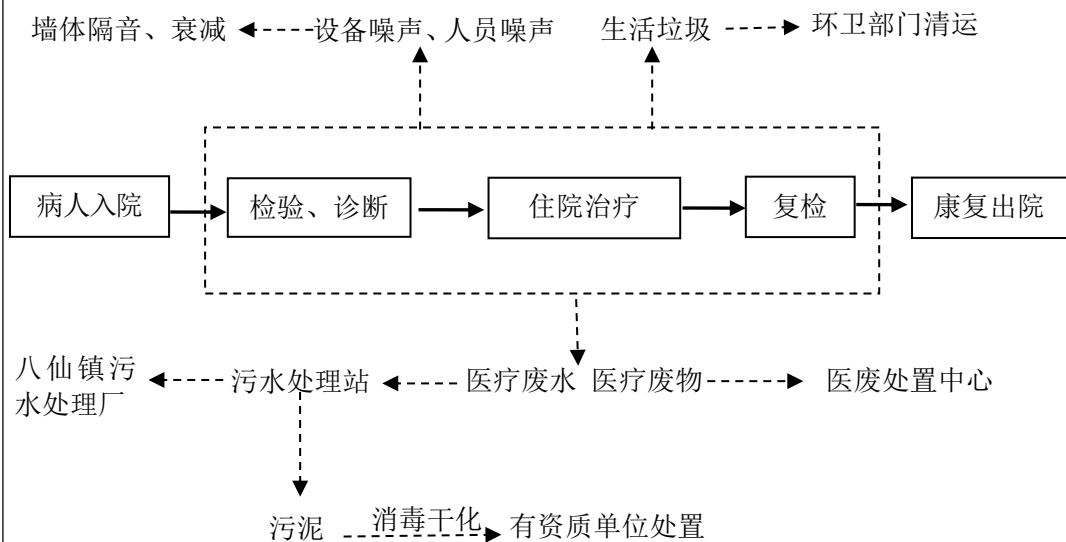 墙体隔音、衰减 设备噪声、人员噪声 生活垃圾 环卫部门清运
病人入院 检验、诊断 住院治疗 复检 康复出院
八仙镇污
水处理厂
污水处理站 医疗废水 医疗废物 医废处置中心
污泥 消毒干化 有资质单位处置